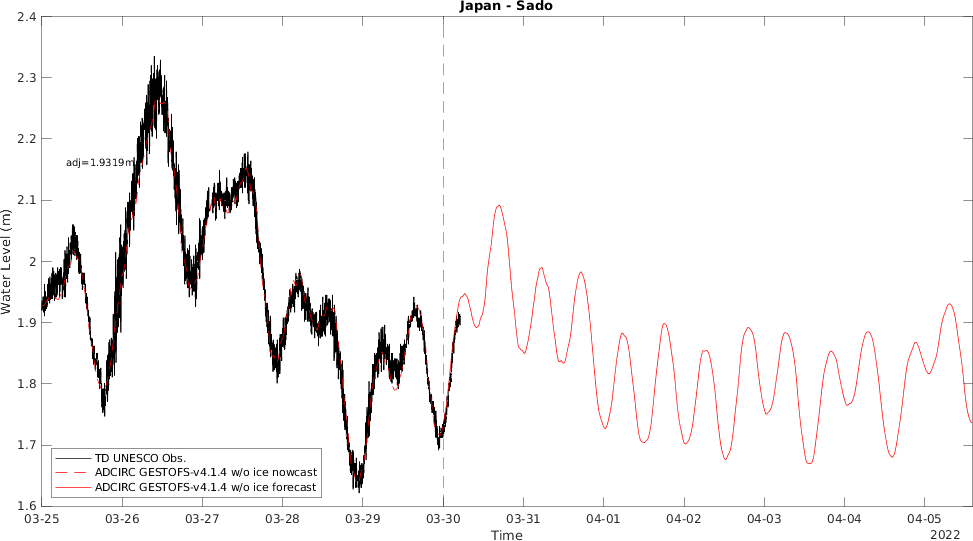 Japan - Sado
2.4
2.3
2.2
2.1
2
1.9
1.8
1.7
1.6
Water Level (m)
adj=1.9319m
TD UNESCO Obs.
ADCIRC GESTOFS-v4.1.4 w/o ice nowcast
ADCIRC GESTOFS-v4.1.4 w/o ice forecast
03-25 03-26 03-27 03-28 03-29 03-30 03-31 04-01 04-02 04-03 04-04 04-05
Time
2022